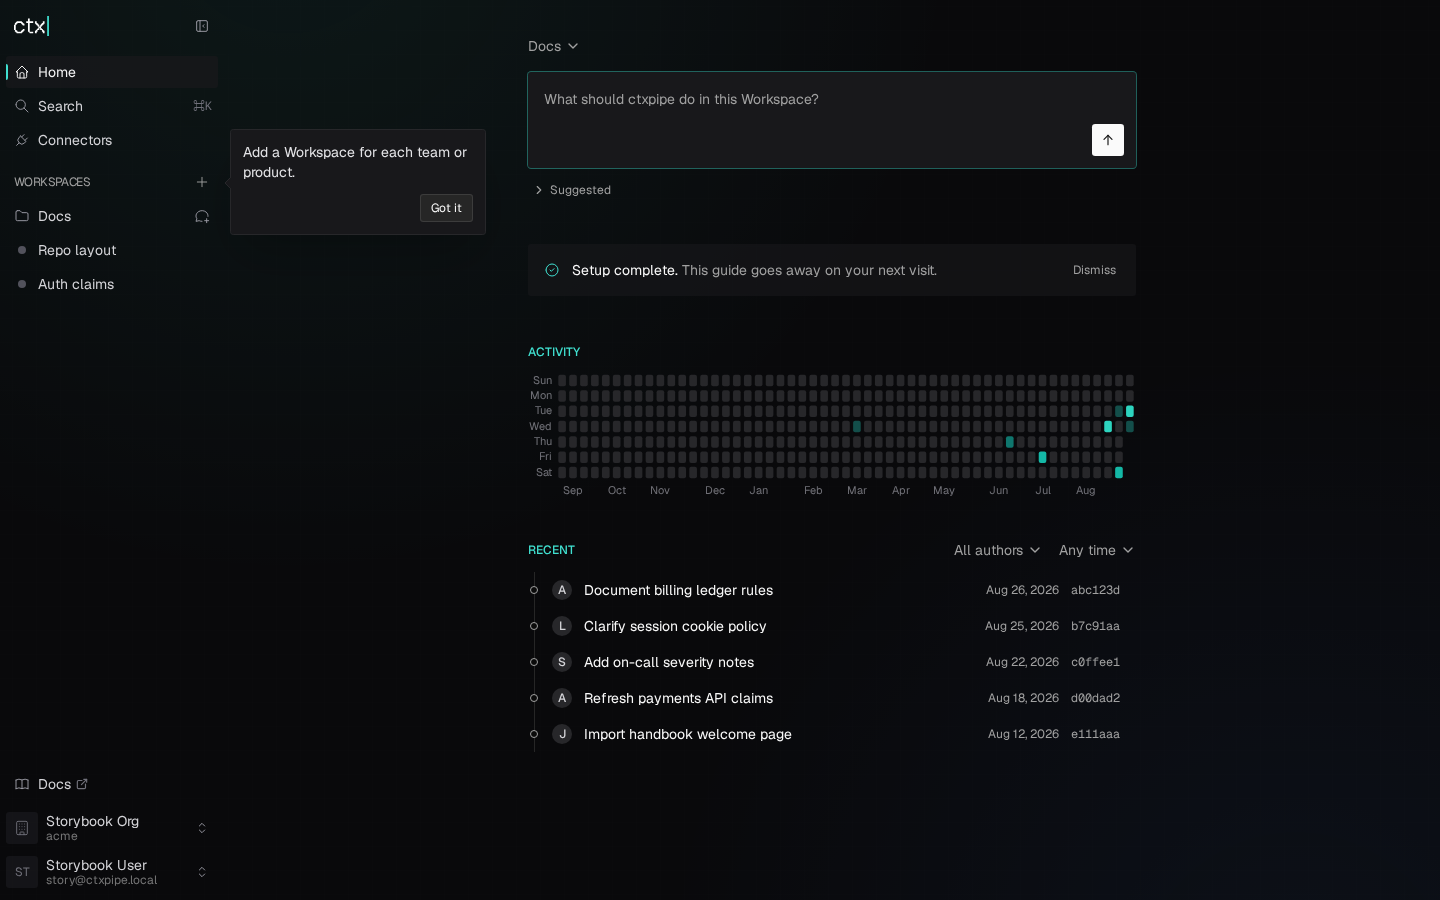 ctx
Home
Search ⌘K
Connectors
WORKSPACES
Docs
Repo layout
Auth claims
Add a Workspace for each team or
product.
Got it
Docs
What should ctxpipe do in this Workspace?
Suggested
Setup complete. This guide goes away on your next visit.
Dismiss
ACTIVITY
Sun
Mon
Tue
Wed
Thu
Fri
Sat
Sep Oct Nov Dec Jan Feb Mar Apr May Jun Jul Aug
RECENT
All authors
Any time
A Document billing ledger rules Aug 26, 2026 abc123d
L Clarify session cookie policy Aug 25, 2026 b7c91aa
S Add on-call severity notes Aug 22, 2026 c0ffee1
A Refresh payments API claims Aug 18, 2026 d00dad2
J Import handbook welcome page Aug 12, 2026 e111aaa
Docs
Storybook Org
acme
ST
Storybook User
story@ctxpipe.local